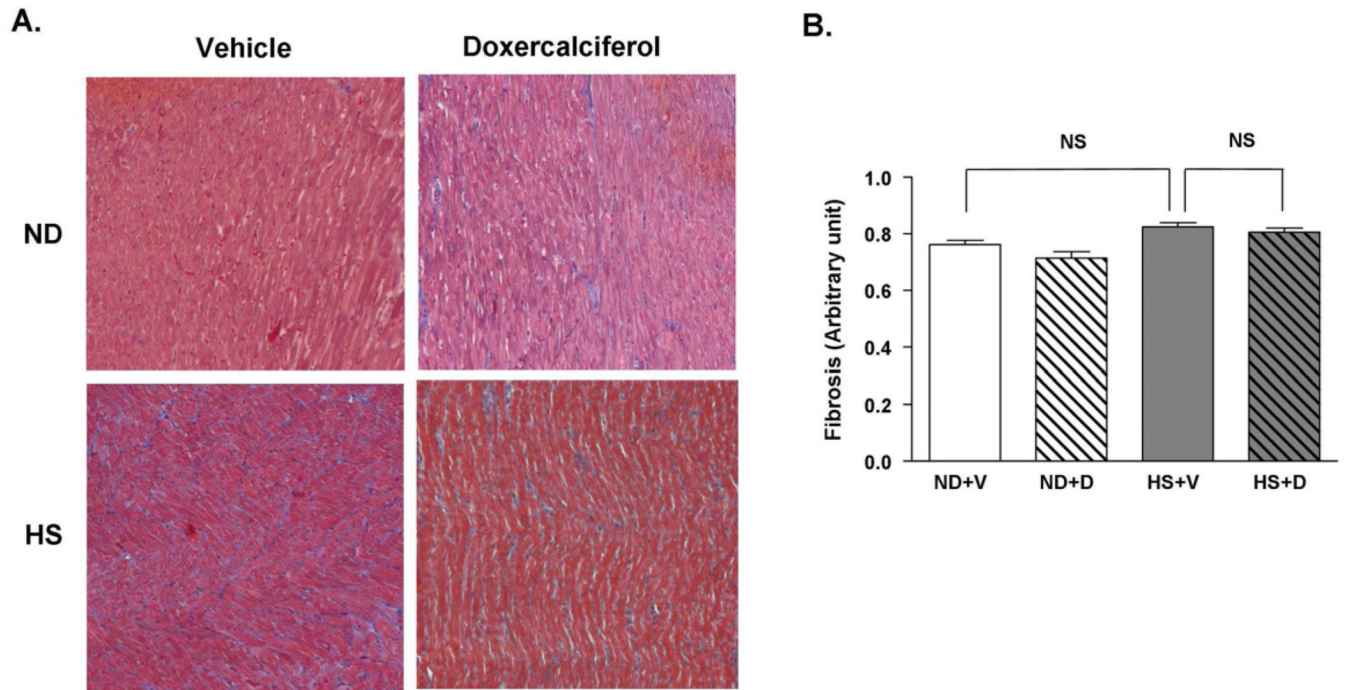 A.
Vehicle
Doxercalciferol
ND
HS
B.
NS
NS
Fibrosis (Arbitrary unit)
1.0
0.8
0.6
0.4
0.2
0.0
ND+V
ND+D
HS+V
HS+D